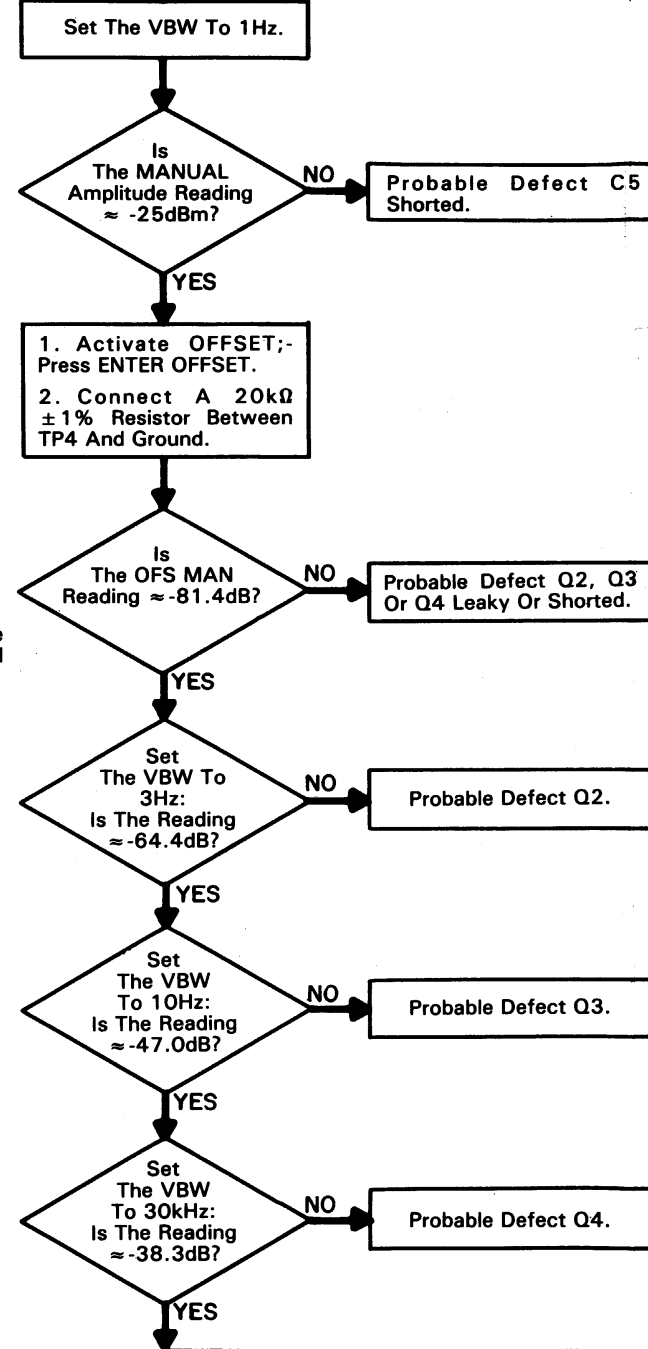 Set The VBW To 1Hz.
Is
The MANUAL
Amplitude Reading
≈ -25dBm?
NO
Probable Defect C5
Shorted.
YES
1. Activate OFFSET;-
Press ENTER OFFSET.
2. Connect A 20kΩ
±1% Resistor Between
TP4 And Ground.
Is
The OFS MAN
Reading ≈-81.4dB?
NO
Probable Defect Q2, Q3
Or Q4 Leaky Or Shorted.
YES
Set
The VBW To
3Hz:
Is The Reading
≈-64.4dB?
NO
Probable Defect Q2.
YES
Set
The VBW
To 10Hz:
Is The Reading
≈-47.0dB?
NO
Probable Defect Q3.
YES
Set
The VBW
To 30kHz:
Is The Reading
≈-38.3dB?
NO
Probable Defect Q4.
YES